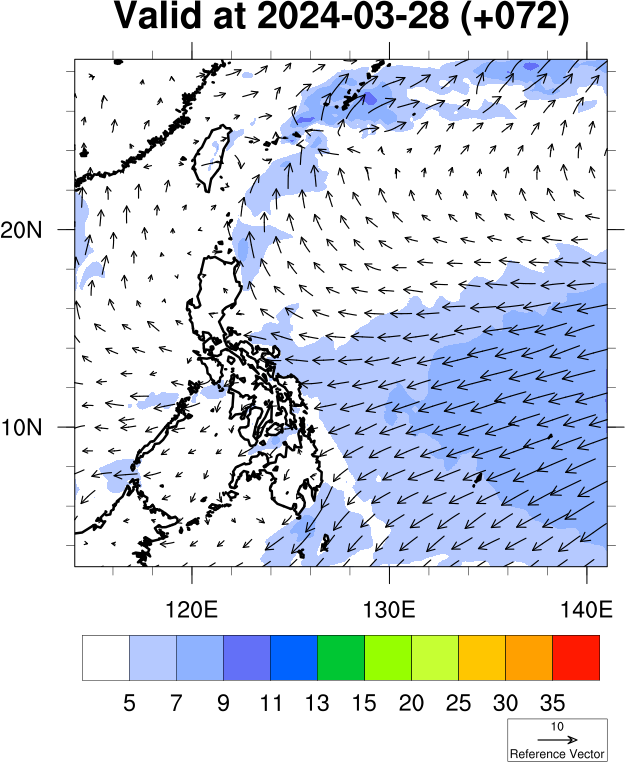 Valid at 2024-03-28 (+072)
20N
10N
120E 130E 140E
5 7 9 11 13 15 20 25 30 35
10
Reference Vector